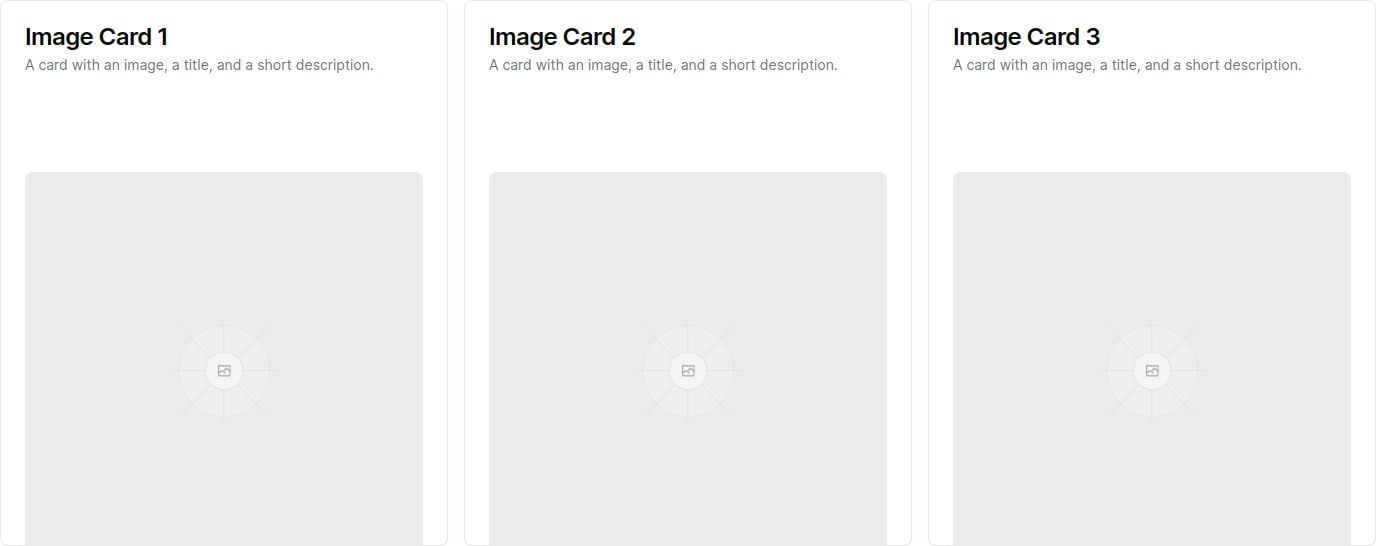 Image Card 1
A card with an image, a title, and a short description.
Image Card 2
A card with an image, a title, and a short description.
Image Card 3
A card with an image, a title, and a short description.